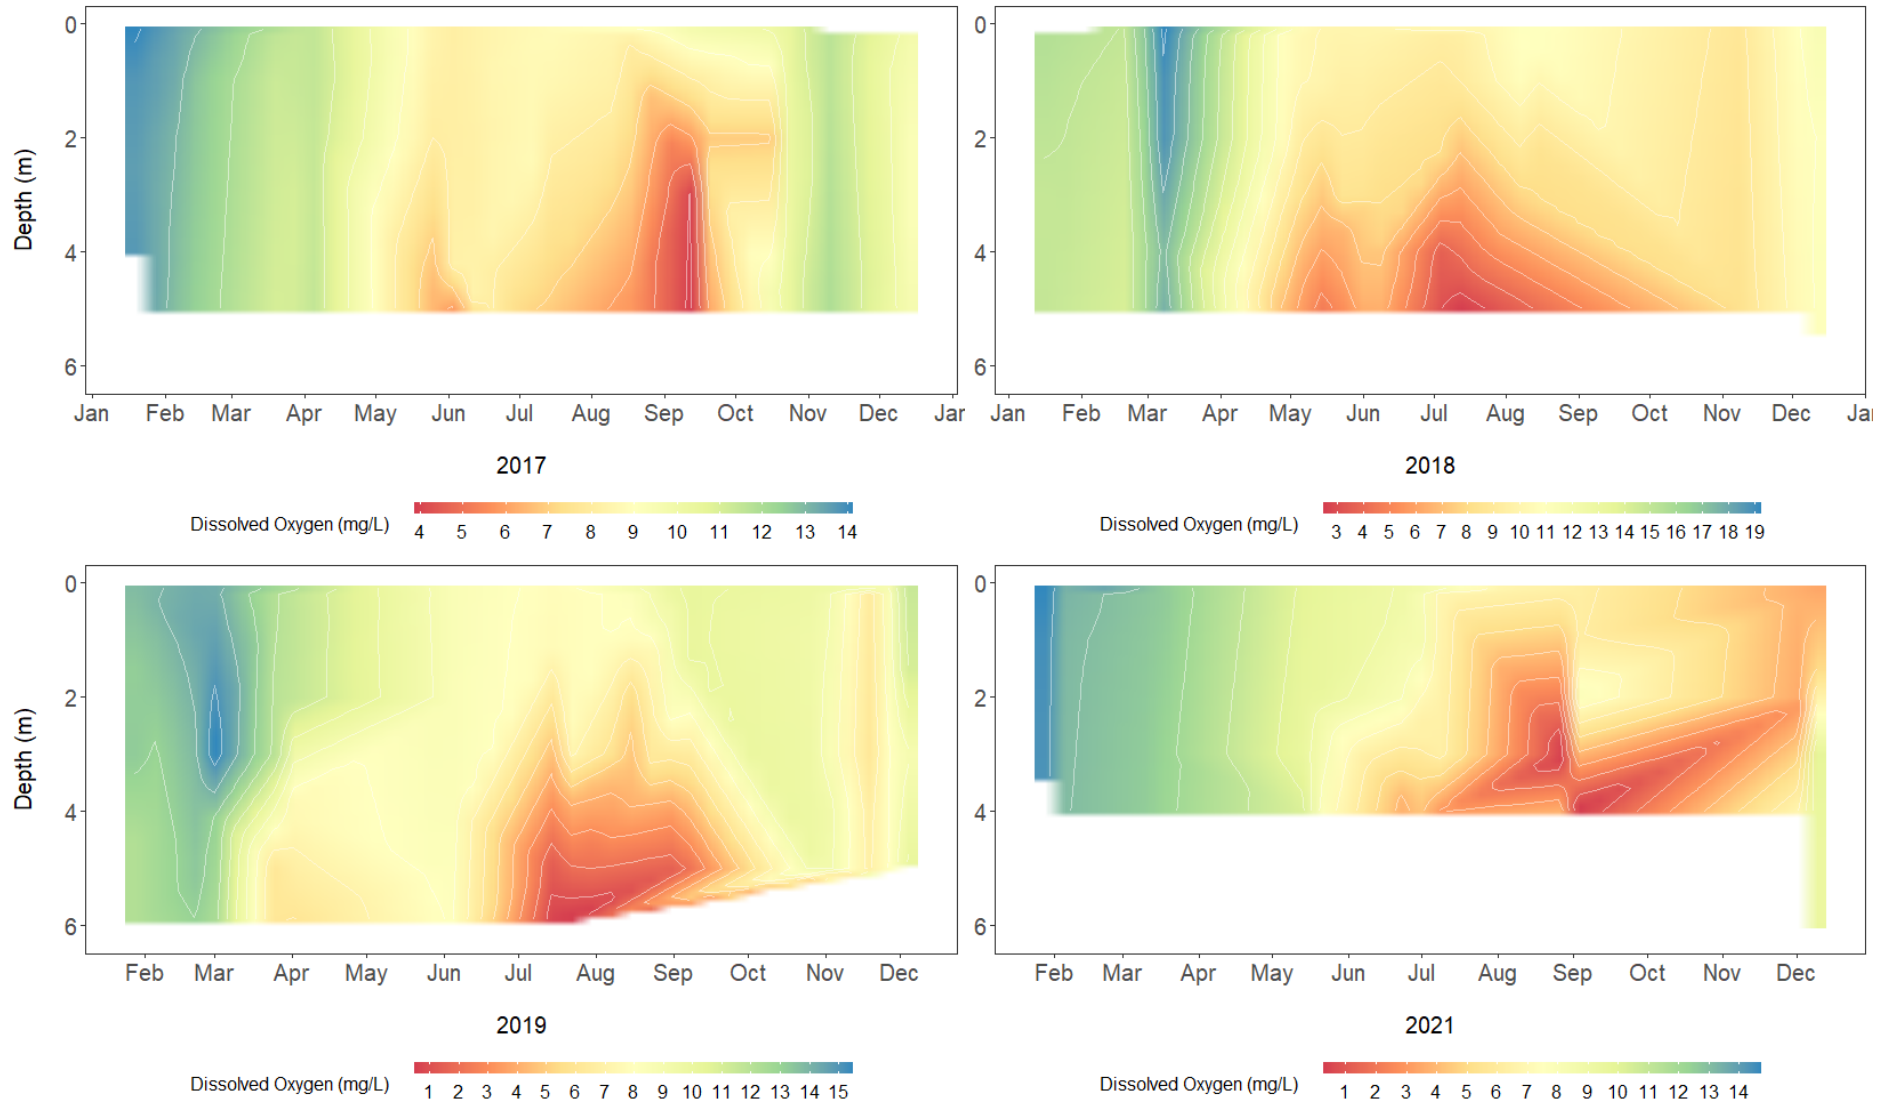 0
2
4
6
Depth (m)
Jan Feb Mar Apr May Jun Jul Aug Sep Oct Nov Dec Jar
2017
Dissolved Oxygen (mg/L)
4 5 6 7 8 9 10 11 12 13 14
0
2
4
6
Jan Feb Mar Apr May Jun Jul Aug Sep Oct Nov Dec Jai
2018
Dissolved Oxygen (mg/L)
3 4 5 6 7 8 9 10 11 12 13 14 15 16 17 18 19
0
2
4
6
Depth (m)
Feb Mar Apr May Jun Jul Aug Sep Oct Nov Dec
2019
Dissolved Oxygen (mg/L)
1 2 3 4 5 6 7 8 9 10 11 12 13 14 15
0
2
4
6
Feb Mar Apr May Jun Jul Aug Sep Oct Nov Dec
2021
Dissolved Oxygen (mg/L)
1 2 3 4 5 6 7 8 9 10 11 12 13 14